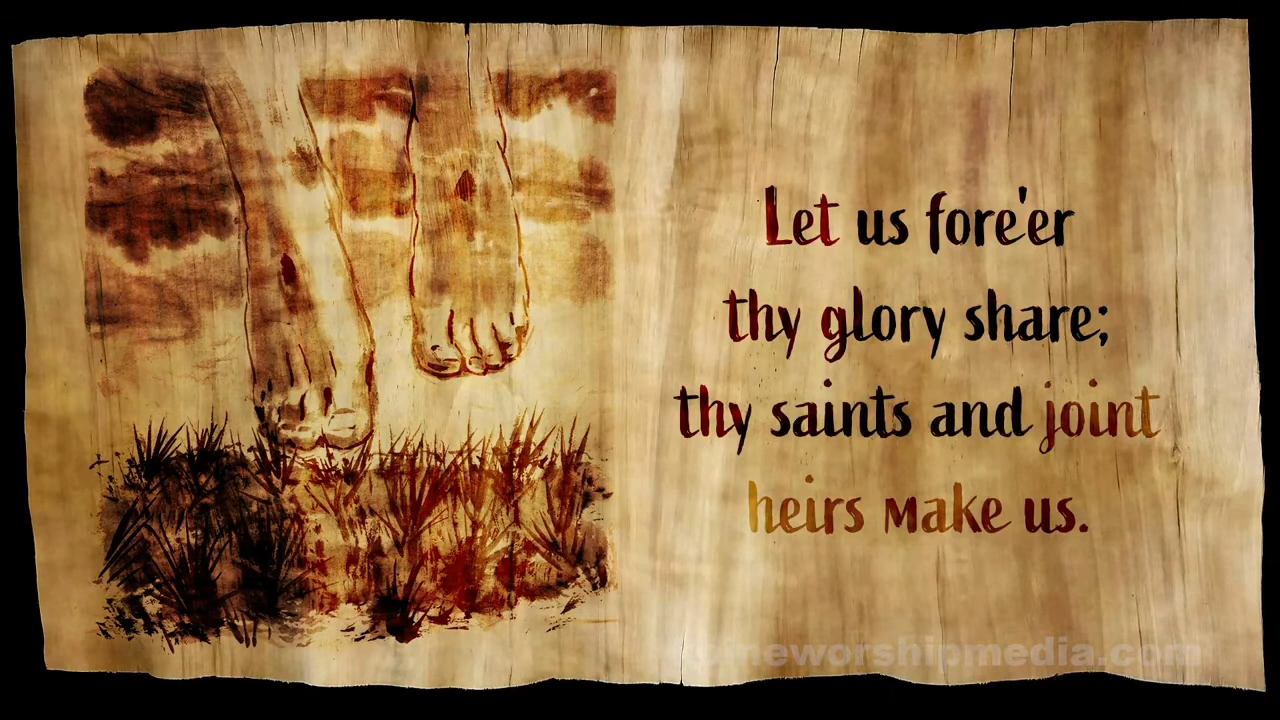 Let us fore'er
thy glory share;
thy saints and joint
heirs make us.